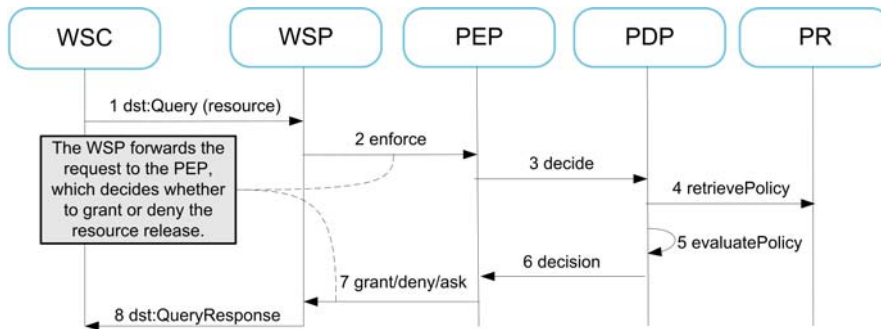 WSC
WSP
PEP
PDP
PR
1 dst:Query (resource)
The WSP forwards the
request to the PEP,
which decides whether
to grant or deny the
resource release.
2 enforce
3 decide
4 retrievePolicy
5 evaluatePolicy
6 decision
7 grant/deny/ask
8 dst:QueryResponse